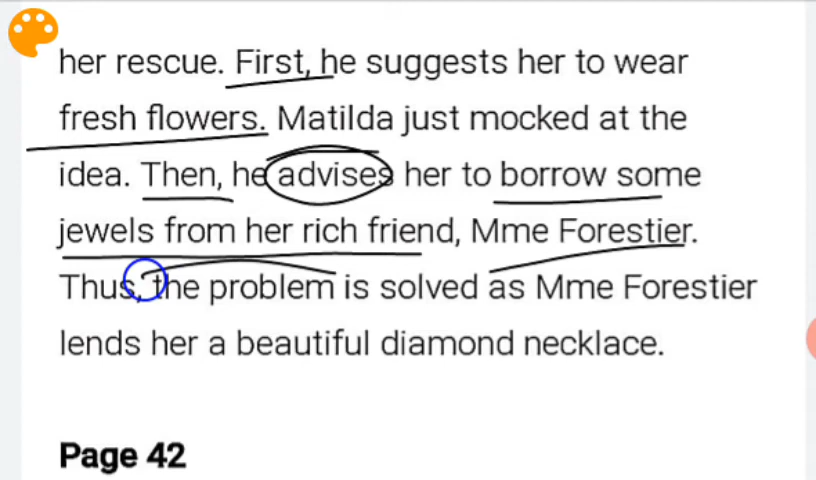 her rescue. First, he suggests her to wear
fresh flowers. Matilda just mocked at the
idea. Then, he advises her to borrow some
jewels from her rich friend, Mme Forestier.
Thus, the problem is solved as Mme Forestier
lends her a beautiful diamond necklace.
Page 42